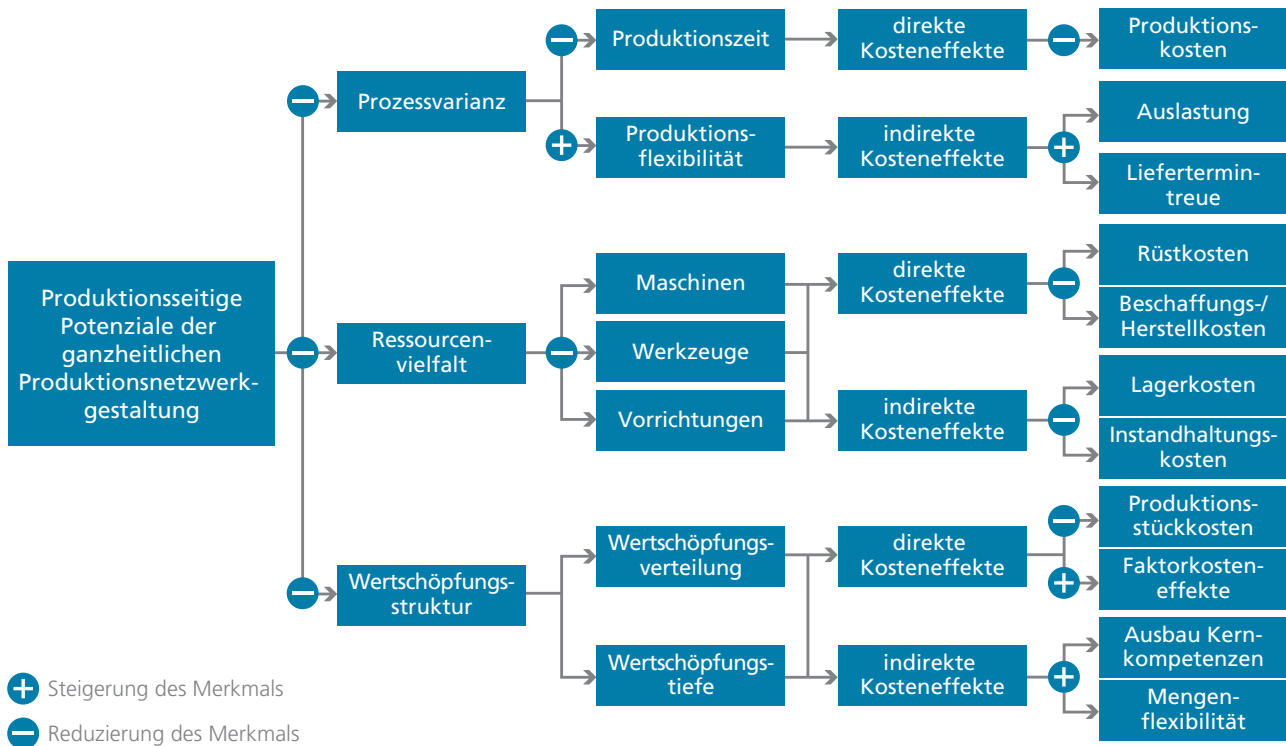 Produktionsseitige
Potenziale der
ganzheitlichen
Produktionsnetzwerk-
gestaltung
Prozessvarianz
Produktionszeit
direkte
Kosteneffekte
Produktions-
kosten
Produktions-
flexibilität
indirekte
Kosteneffekte
Auslastung
Liefertermin-
treue
Ressourcen-
vielfalt
Maschinen
Werkzeuge
Vorrichtungen
direkte
Kosteneffekte
Rüstkosten
Beschaffungs-/
Herstellkosten
indirekte
Kosteneffekte
Lagerkosten
Instandhaltungs-
kosten
Wertschöpfungs-
struktur
Wertschöpfungs-
verteilung
direkte
Kosteneffekte
Produktions-
stückkosten
Faktorkosten-
effekte
Wertschöpfungs-
tiefe
indirekte
Kosteneffekte
Ausbau Kern-
kompetenzen
Mengen-
flexibilität
Steigerung des Merkmals
Reduzierung des Merkmals